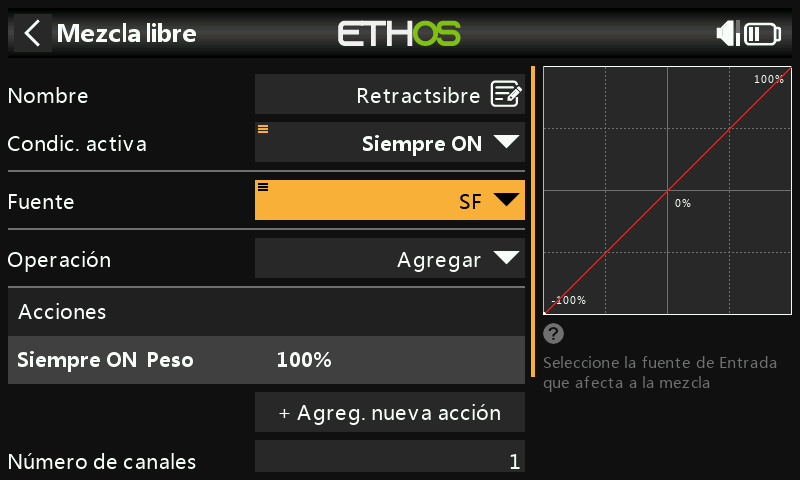 Mezcla libre
ETHOS
Nombre
Retractsibre
Condic. activa
Siempre ON
Fuente
SF
Operación
Agregar
Acciones
Siempre ON Peso 100%
+ Agreg. nueva acción
Número de canales
1
100%
0%
-100%
?
Seleccione la fuente de Entrada
que afecta a la mezcla